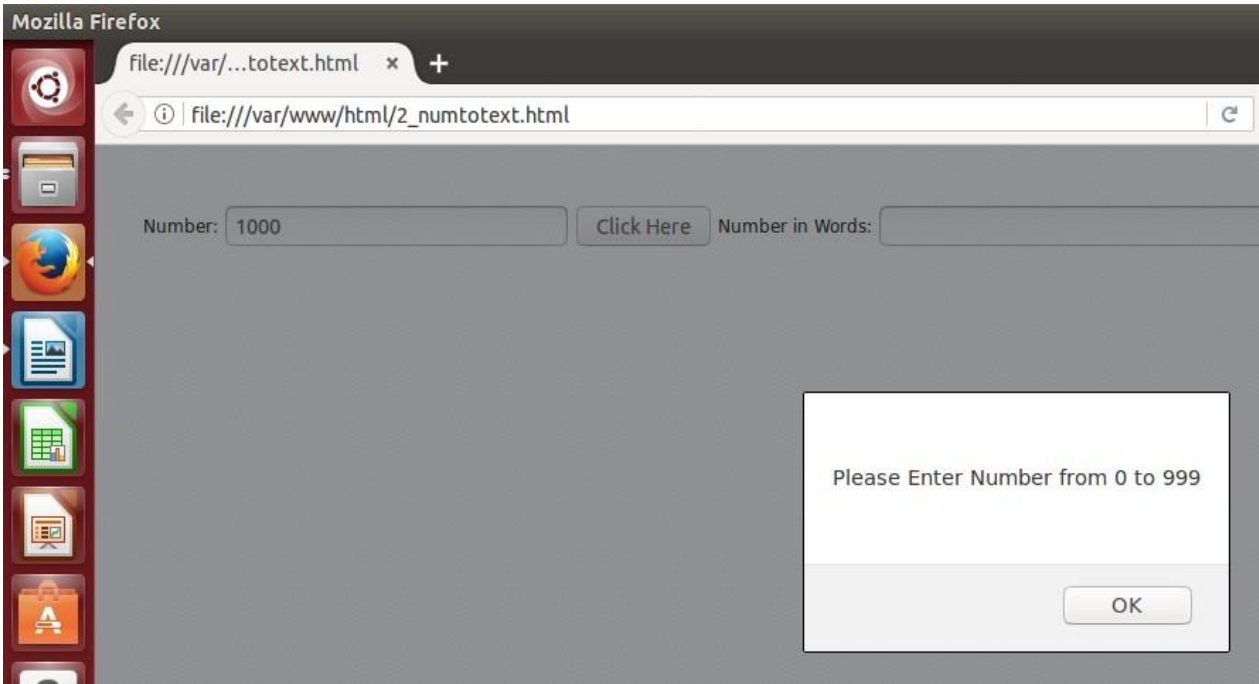 Mozilla Firefox
file:///var/...totext.html × +
file:///var/www/html/2_numtotext.html
Number: 1000 Click Here Number in Words:
Please Enter Number from 0 to 999
OK